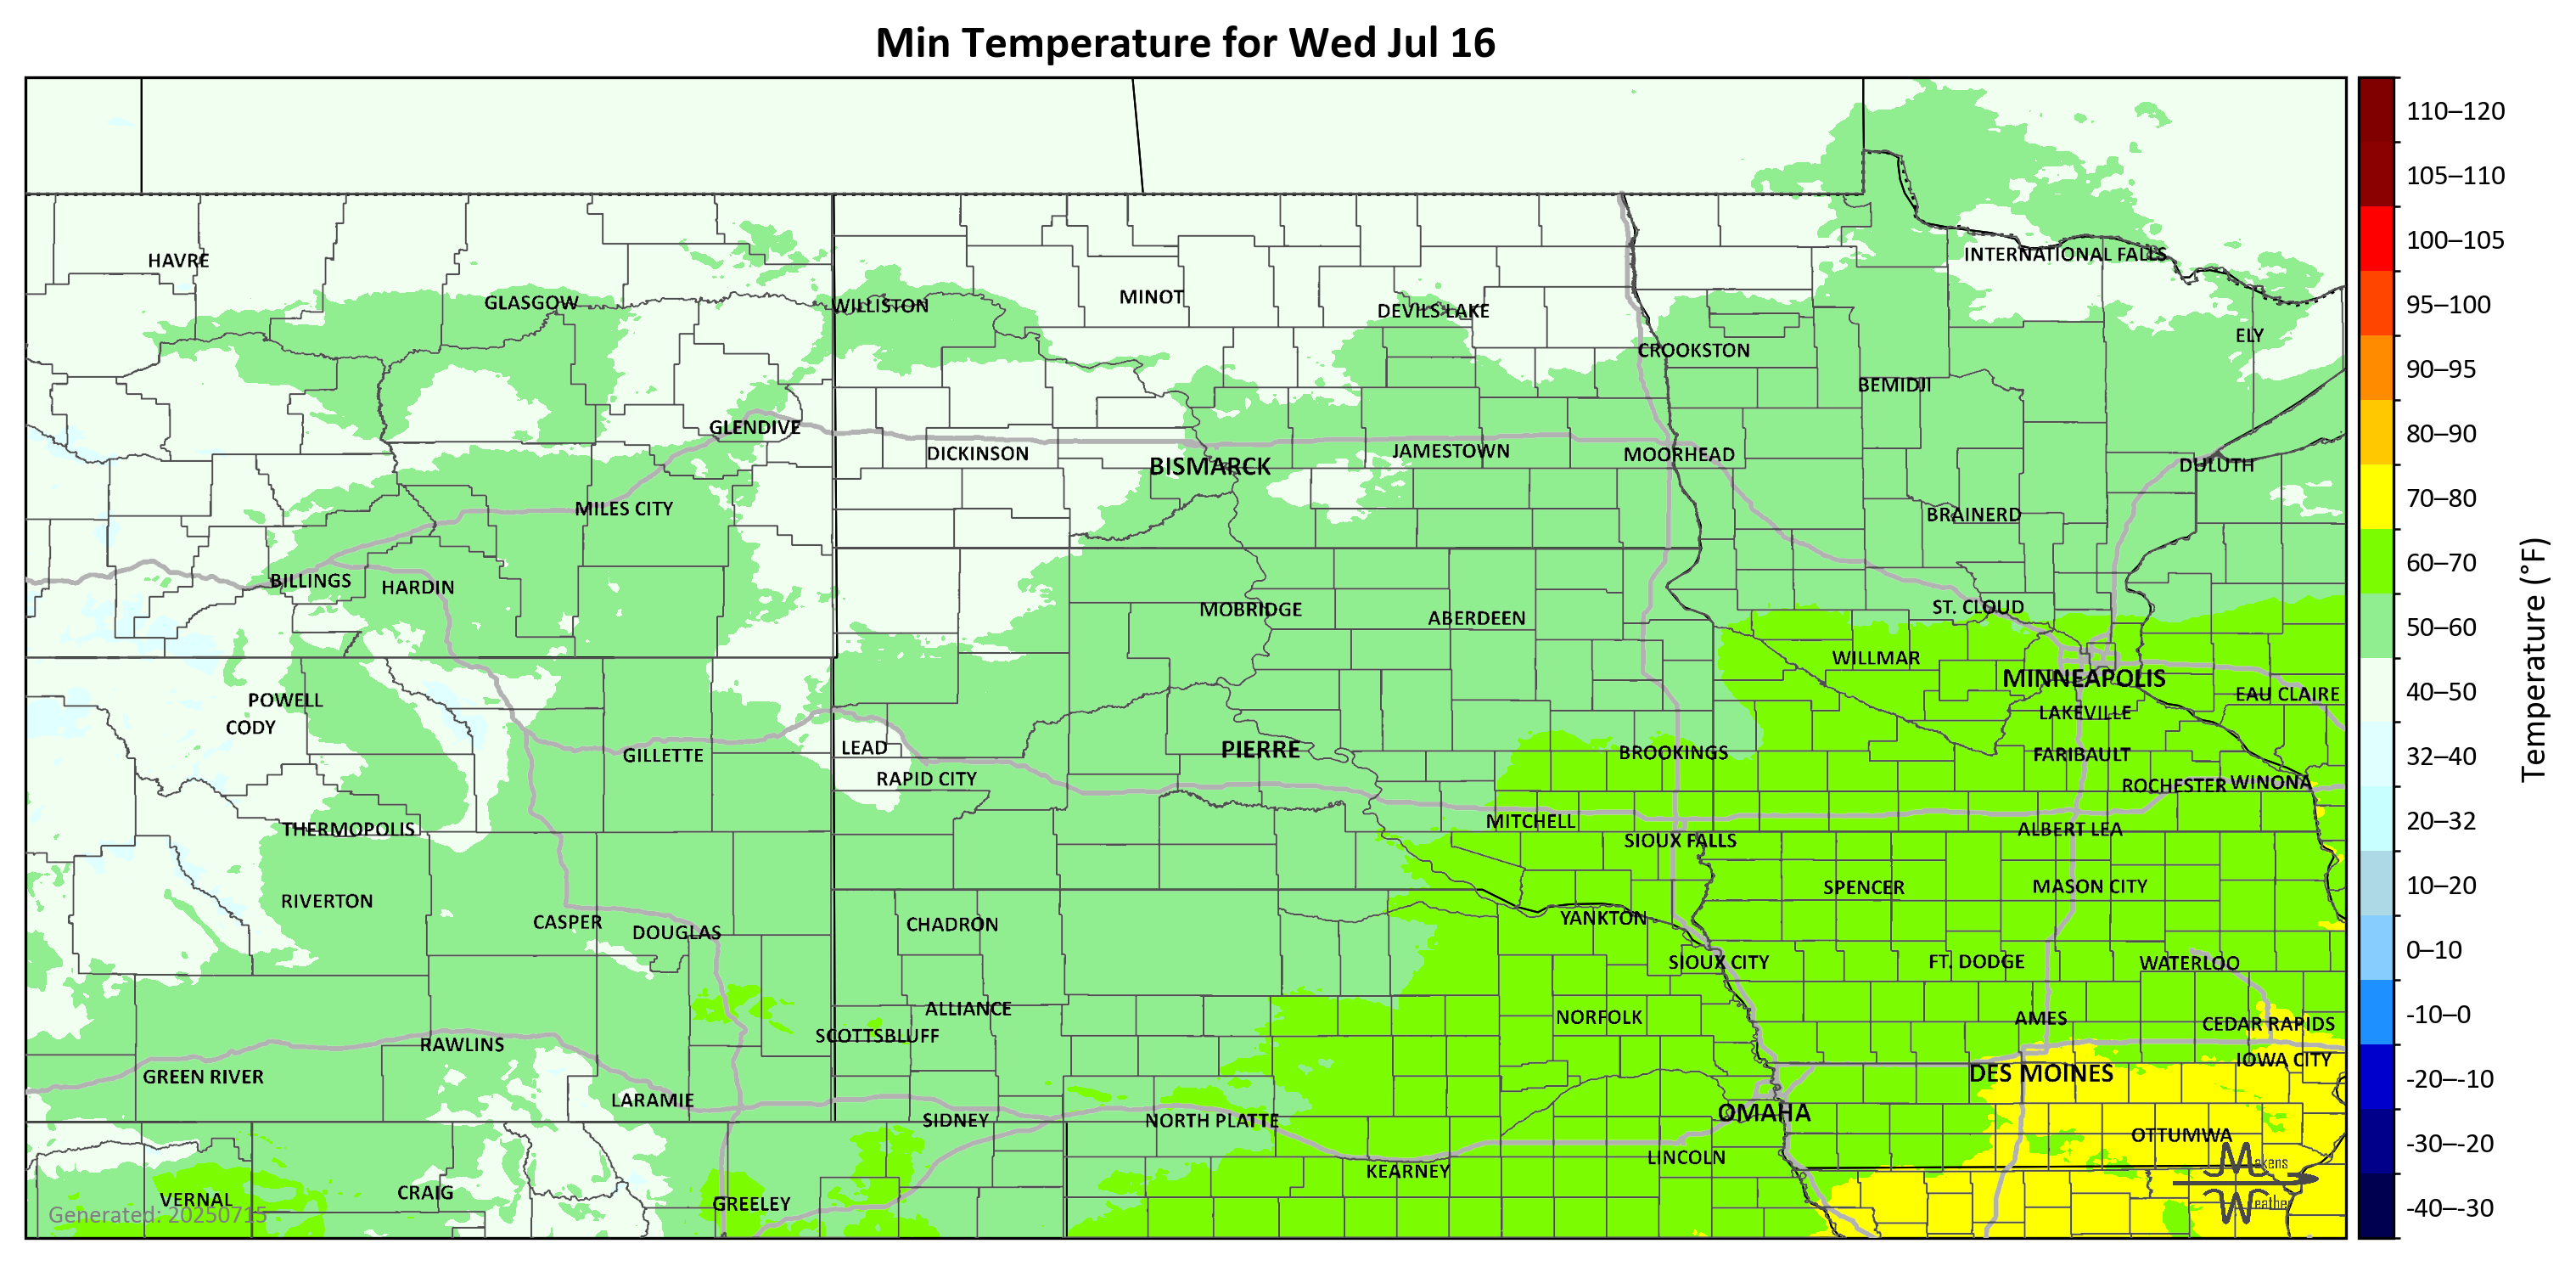 Min Temperature for Wed Jul 16
HAVRE
GLASGOW
WILLISTON
MINOT
DEVILS LAKE
INTERNATIONAL FALLS
ELY
CROOKSTON
BEMIDJI
GLENDIVE
DICKINSON
BISMARCK
JAMESTOWN
MOORHEAD
DULUTH
MILES CITY
BRAINERD
BILLINGS
HARDIN
MOBRIDGE
ABERDEEN
ST. CLOUD
WILLMAR
MINNEAPOLIS
EAU CLAIRE
POWELL
CODY
LAKEVILLE
GILLETTE
LEAD
PIERRE
BROOKINGS
FARIBAULT
RAPID CITY
ROCHESTER
WINONA
THERMOPOLIS
MITCHELL
SIOUX FALLS
ALBERT LEA
RIVERTON
SPENCER
MASON CITY
CASPER
DOUGLAS
CHADRON
YANKTON
SIOUX CITY
FT. DODGE
WATERLOO
ALLIANCE
NORFOLK
AMES
CEDAR RAPIDS
SCOTTSBLUFF
RAWLINS
IOWA CITY
GREEN RIVER
DES MOINES
LARAMIE
SIDNEY
NORTH PLATTE
OMAHA
OTTUMWA
LINCOLN
KEARNEY
VERNAL
CRAIG
GREELEY
Generated: 20250715
Makens
Weather
110–120
105–110
100–105
95–100
90–95
80–90
70–80
60–70
50–60
40–50
32–40
20–32
10–20
0–10
-10–0
-20–-10
-30–-20
-40–-30
Temperature (°F)